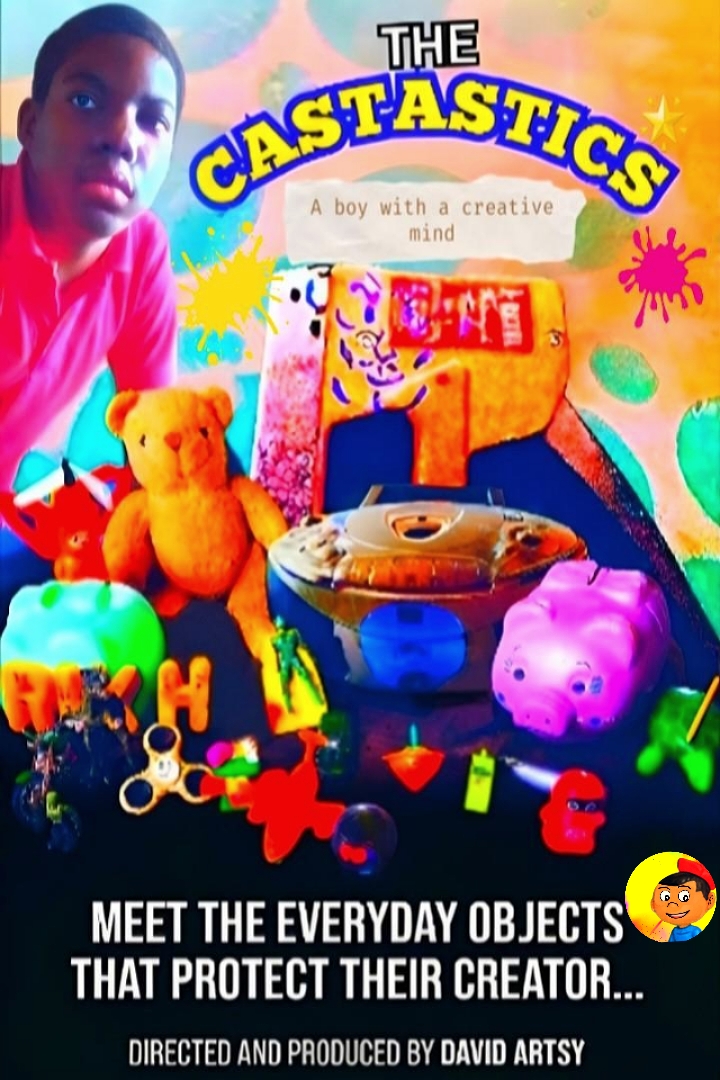 THE
CASTASTICS
A boy with a creative
mind
H
MEET THE EVERYDAY OBJECTS
THAT PROTECT THEIR CREATOR...
DIRECTED AND PRODUCED BY DAVID ARTSY